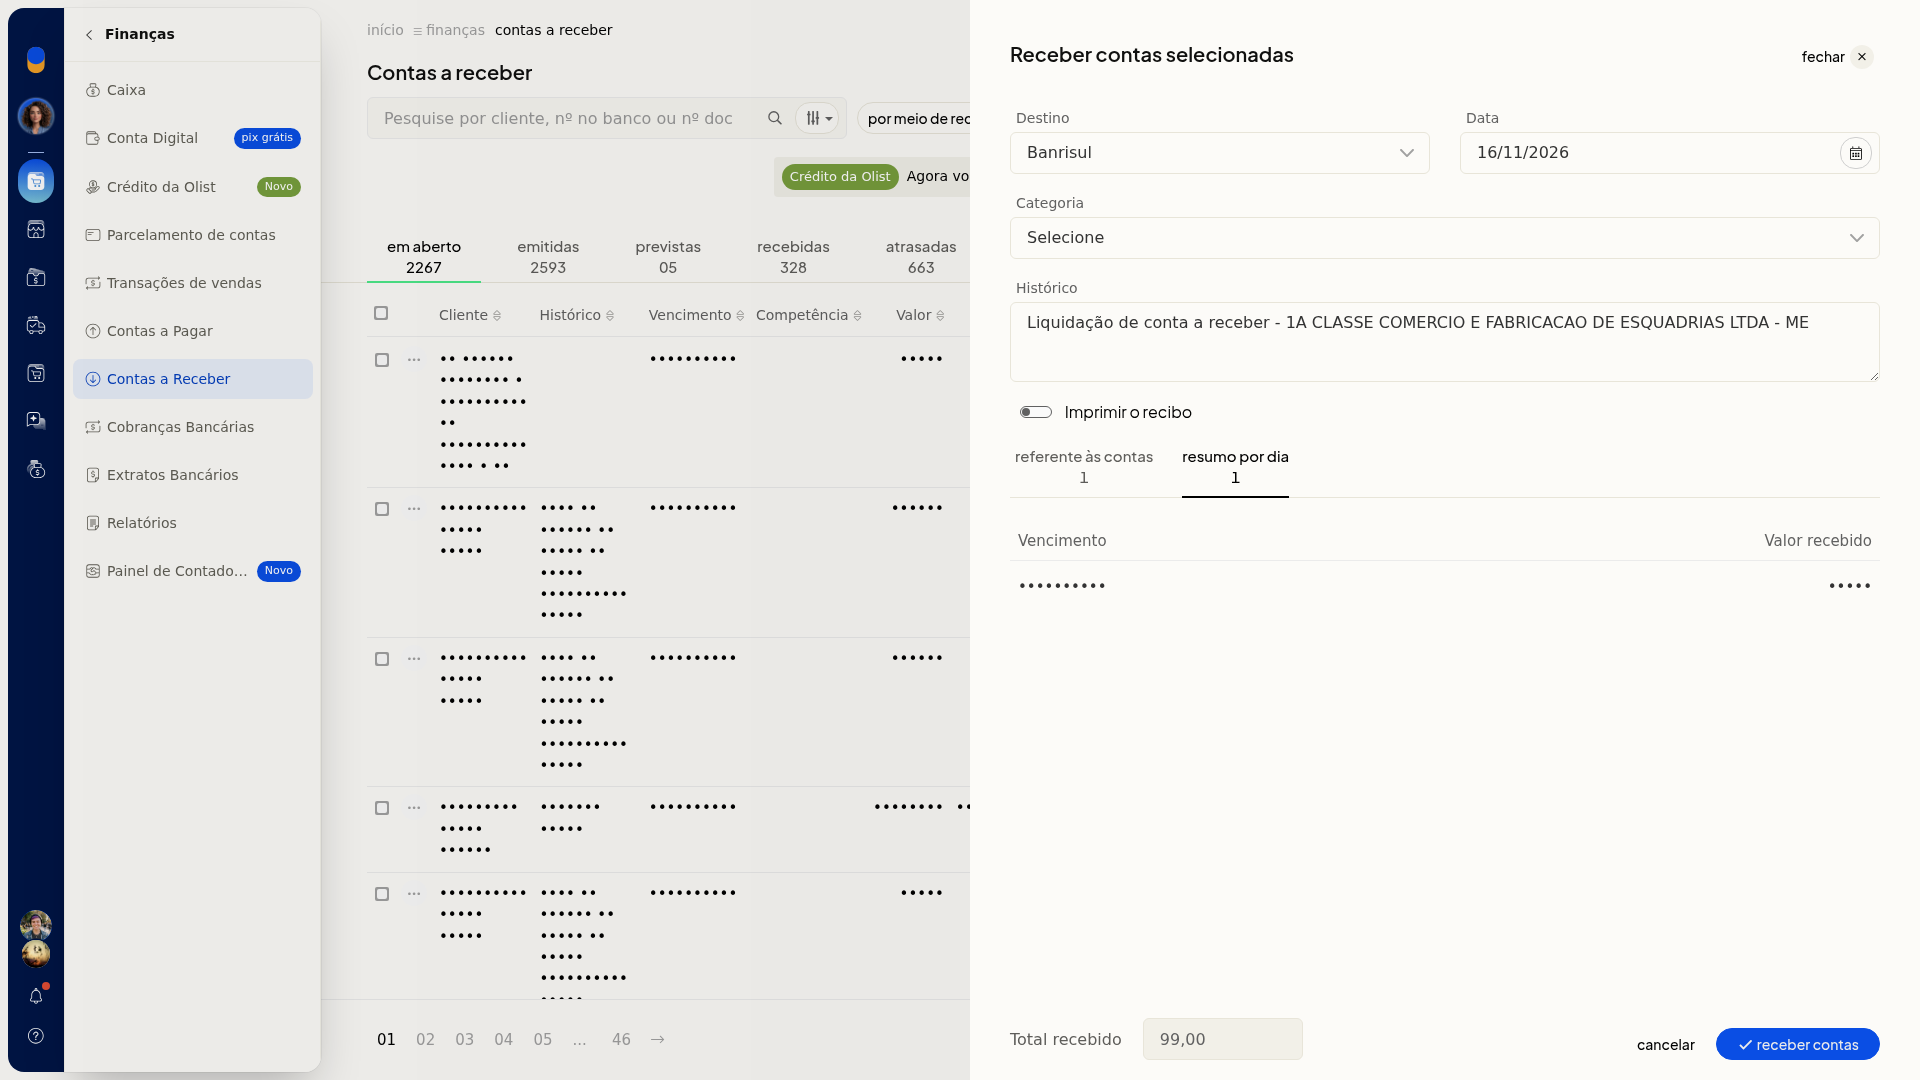 Finanças
Caixa
Conta Digital
pix grátis
Crédito da Olist
Novo
Parcelamento de contas
Transações de vendas
Contas a Pagar
Contas a Receber
Cobranças Bancárias
Extratos Bancários
Relatórios
Painel de Contado...
Novo
início finanças contas a receber
Contas a receber
Pesquise por cliente, nº no banco ou nº doc
por meio de rec
Crédito da Olist Agora vo
em aberto emitidas previstas recebidas atrasadas
2267 2593 05 328 663
Cliente Histórico Vencimento Competência Valor
01 02 03 04 05 ... 46 →
Receber contas selecionadas
fechar
Destino
Banrisul
Data
16/11/2026
Categoria
Selecione
Histórico
Liquidação de conta a receber - 1A CLASSE COMERCIO E FABRICACAO DE ESQUADRIAS LTDA - ME
Imprimir o recibo
referente às contas resumo por dia
1 1
Vencimento Valor recebido
Total recebido 99,00
cancelar receber contas